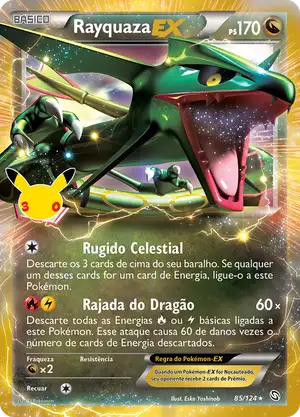 BÁSICO
Rayquaza EX
PS170
30
Rugido Celestial
Descarte os 3 cards de cima do seu baralho. Se qualquer
um desses cards for um card de Energia, ligue-o a este
Pokémon.
Rajada do Dragão 60×
Descarte todas as Energias ou básicas ligadas a
este Pokémon. Esse ataque causa 60 de danos vezes o
número de cards de Energia descartados.
Fraqueza Resistência
×2
Recuar
Regra do Pokémon-EX
Quando um Pokémon-EX for Nocauteado,
seu oponente recebe 2 cards de Prêmio.
Ilust. Eske Yoshinob
85/124